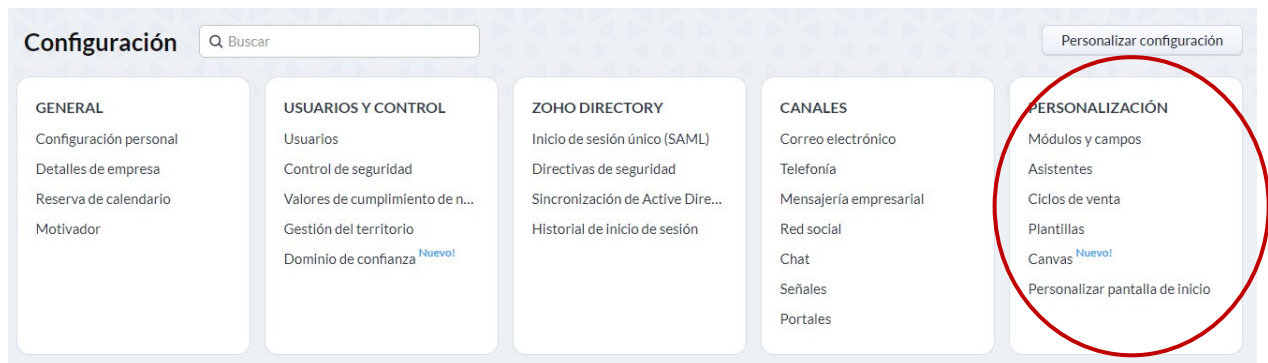 Configuración
Buscar
Personalizar configuración
GENERAL
Configuración personal
Detalles de empresa
Reserva de calendario
Motivador
USUARIOS Y CONTROL
Usuarios
Control de seguridad
Valores de cumplimiento de n...
Gestión del territorio
Dominio de confianza Nuevo!
ZOHO DIRECTORY
Inicio de sesión único (SAML)
Directivas de seguridad
Sincronización de Active Dire...
Historial de inicio de sesión
CANALES
Correo electrónico
Telefonía
Mensajería empresarial
Red social
Chat
Señales
Portales
PERSONALIZACIÓN
Módulos y campos
Asistentes
Ciclos de venta
Plantillas
Canvas Nuevo!
Personalizar pantalla de inicio